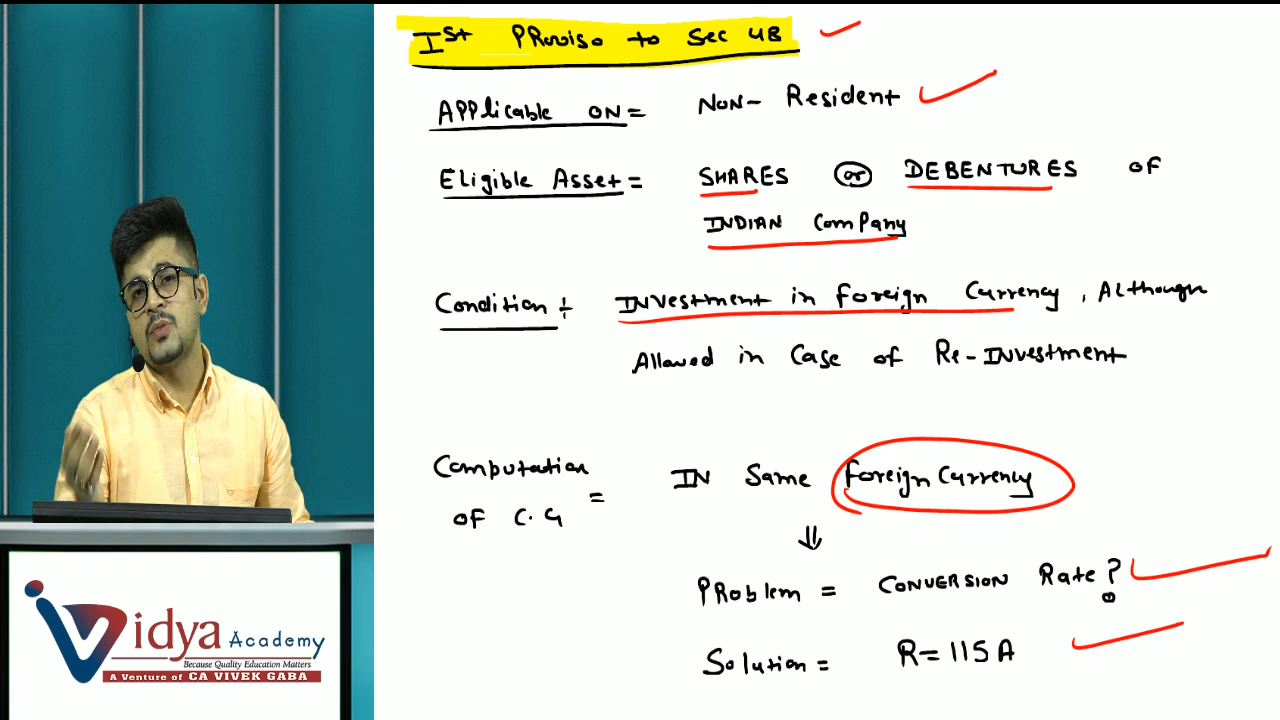 Ist PRoviso to Sec 48
APPlicable ON = NON-Resident
Eligible Asset = SHARES or DEBENTURES OF
INDIAN ComPany
Condition ÷ INVestment in foreign Currency, Although
Allowed in Case of Re-INVestmeNT
Computation of C.G = IN Same foreign Currency
⇓
PRoblem = CONVERSION Rate?
Solution = R=115A
Vidya Academy
Because Quality Education Matters
A Venture of CA VIVEK GABA